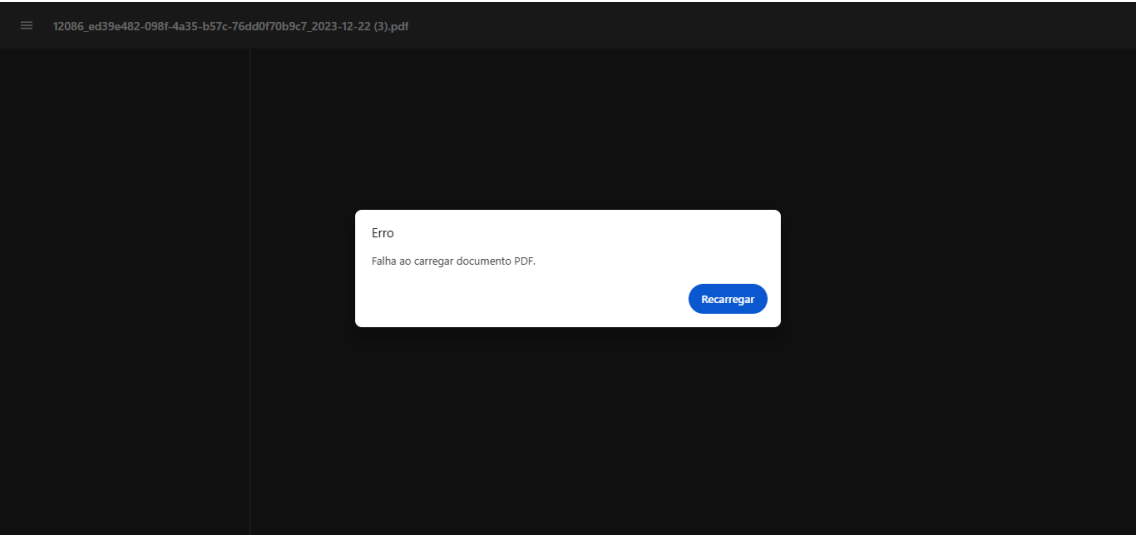 12086_ed39e482-098f-4a35-b57c-76dd0f70b9c7_2023-12-22 (3).pdf
Erro
Falha ao carregar documento PDF.
Recarregar